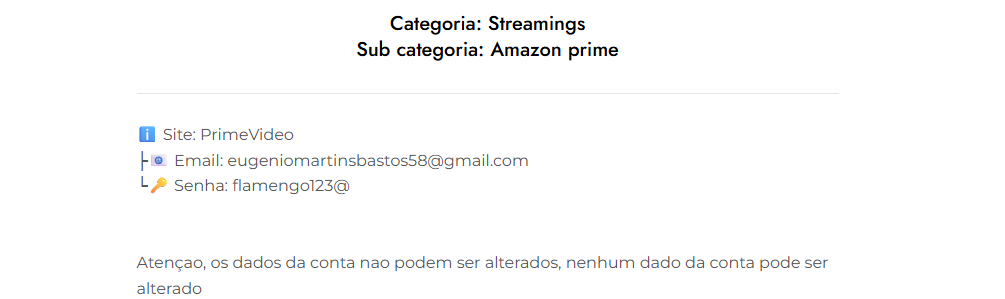 Categoria: Streamings
Sub categoria: Amazon prime
ℹ️ Site: PrimeVideo
├📧 Email: eugeniomartinsbastos58@gmail.com
└🔑 Senha: flamengo123@
Atençao, os dados da conta nao podem ser alterados, nenhum dado da conta pode ser
alterado